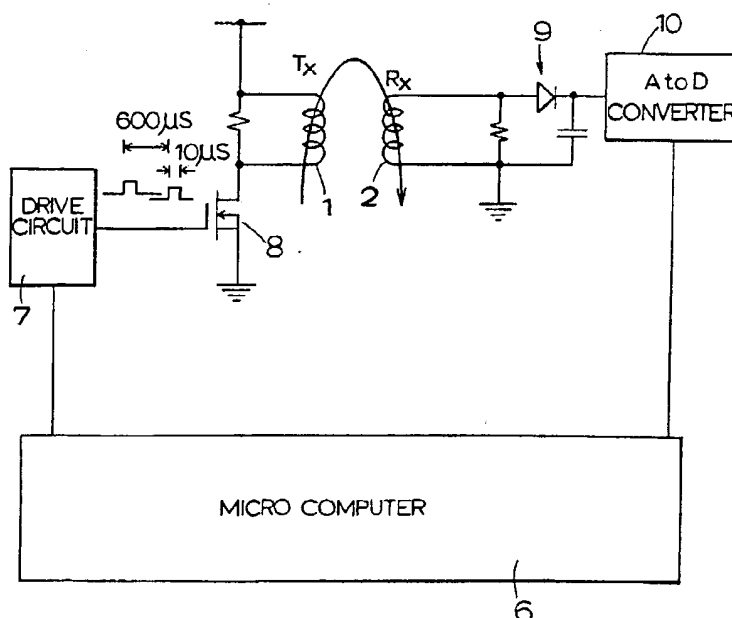 9
10
Tx
Rx
A to D
CONVERTER
600μS
10μS
1
2
DRIVE
CIRCUIT
8
7
MICRO COMPUTER
6